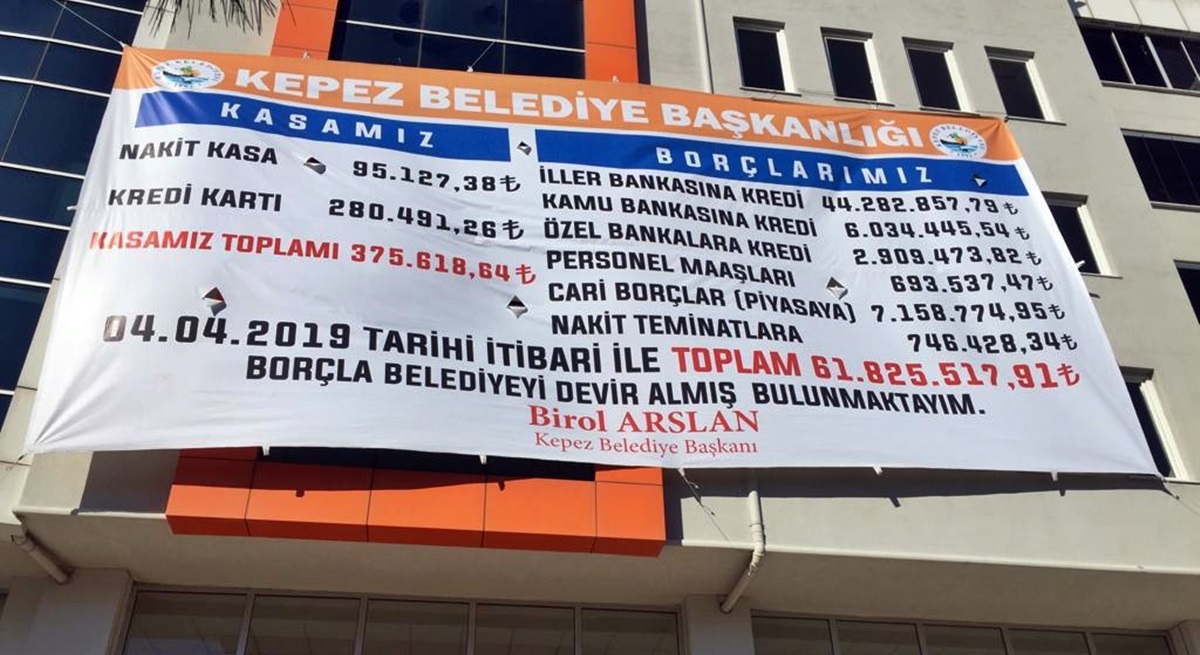 KEPEZ BELEDİYE BAŞKANLIĞI
KASAMIZ
NAKİT KASA 95.127,38₺
KREDİ KARTI 280.491,26₺
KASAMIZ TOPLAMI 375.618,64₺
BORÇLARIMIZ
İLLER BANKASINA KREDİ 44.282.857,79₺
KAMU BANKASINA KREDİ 6.034.445,54₺
ÖZEL BANKALARA KREDİ 2.909.473,82₺
PERSONEL MAAŞLARI 693.537,47₺
CARİ BORÇLAR (PİYASAYA) 7.158.774,95₺
NAKİT TEMİNATLARA 746.428,34₺
04.04.2019 TARİHİ İTİBARİ İLE TOPLAM 61.825.517,91₺
BORÇLA BELEDİYEYİ DEVİR ALMIŞ BULUNMAKTAYIM.
Birol ARSLAN
Kepez Belediye Başkanı